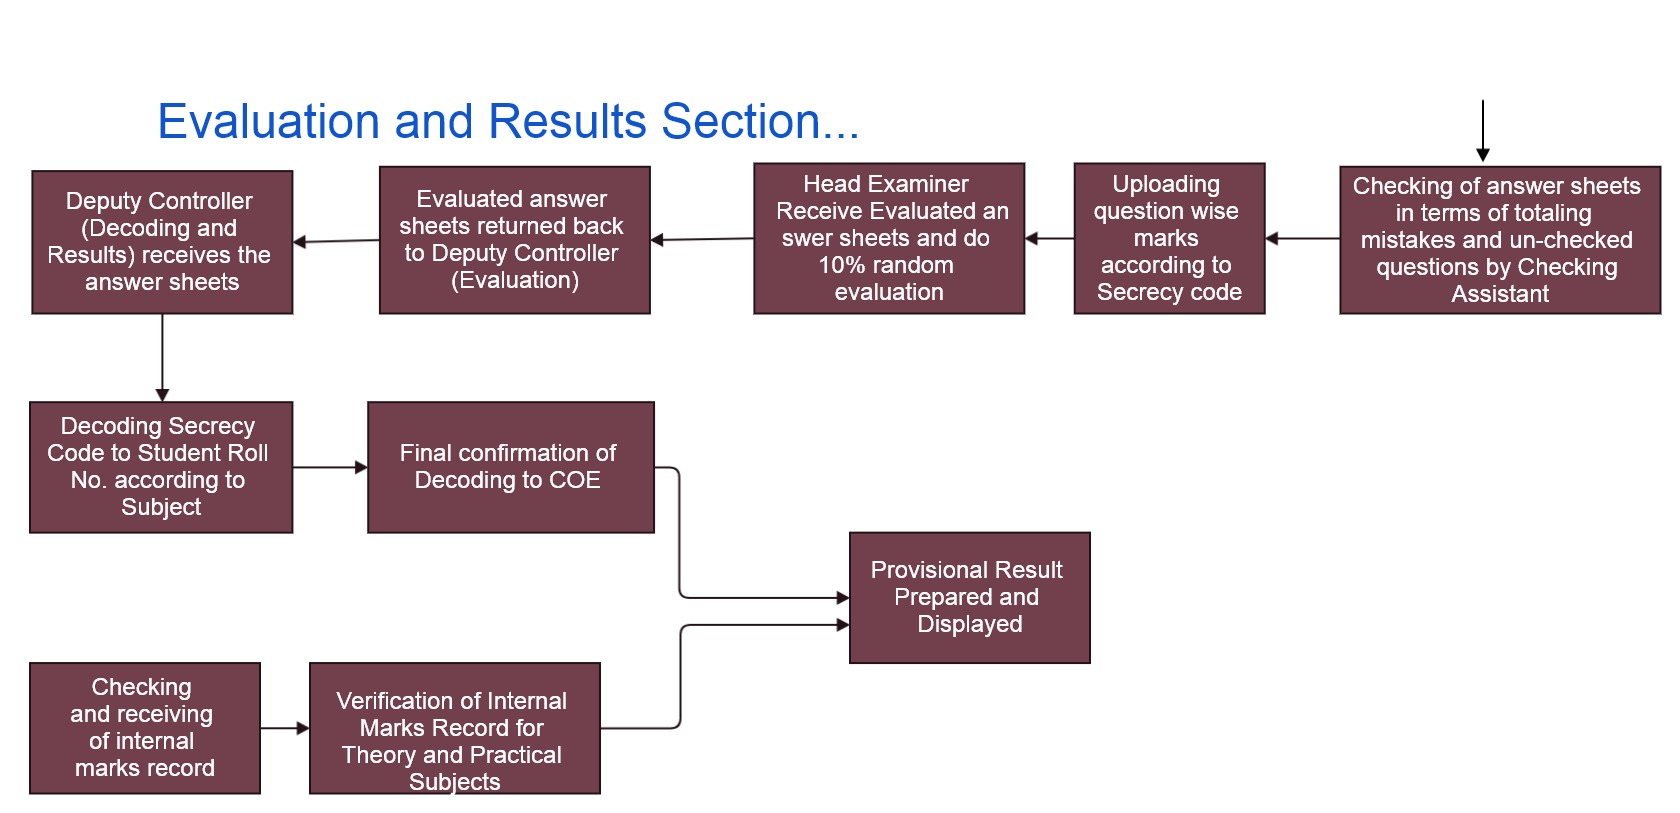 Evaluation and Results Section...
Deputy Controller
(Decoding and
Results) receives the
answer sheets
Evaluated answer
sheets returned back
to Deputy Controller
(Evaluation)
Head Examiner
Receive Evaluated an
swer sheets and do
10% random
evaluation
Uploading
question wise
marks
according to
Secrecy code
Checking of answer sheets
in terms of totaling
mistakes and un-checked
questions by Checking
Assistant
Decoding Secrecy
Code to Student Roll
No. according to
Subject
Final confirmation of
Decoding to COE
Provisional Result
Prepared and
Displayed
Checking
and receiving
of internal
marks record
Verification of Internal
Marks Record for
Theory and Practical
Subjects